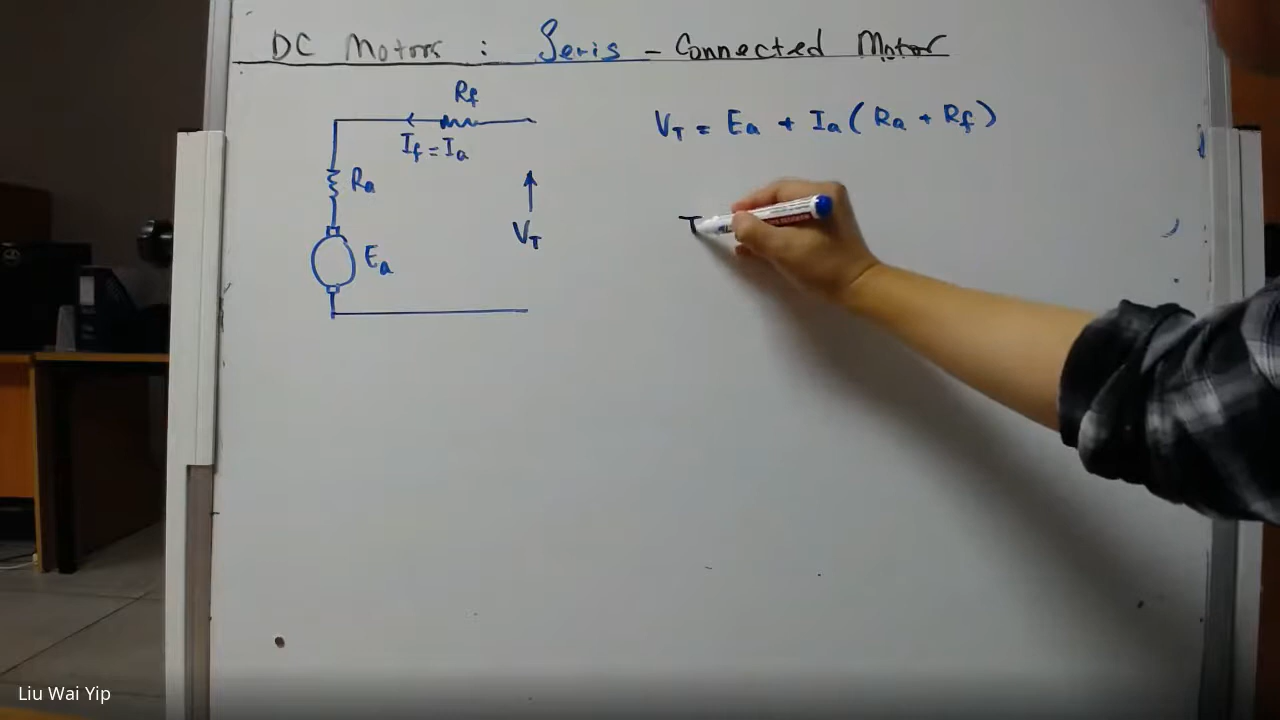 DC Motors : Seris - Connected Motor
Rf
If = Ia
Ra
Ea
VT
VT = Ea + Ia ( Ra + Rf )
T
Liu Wai Yip